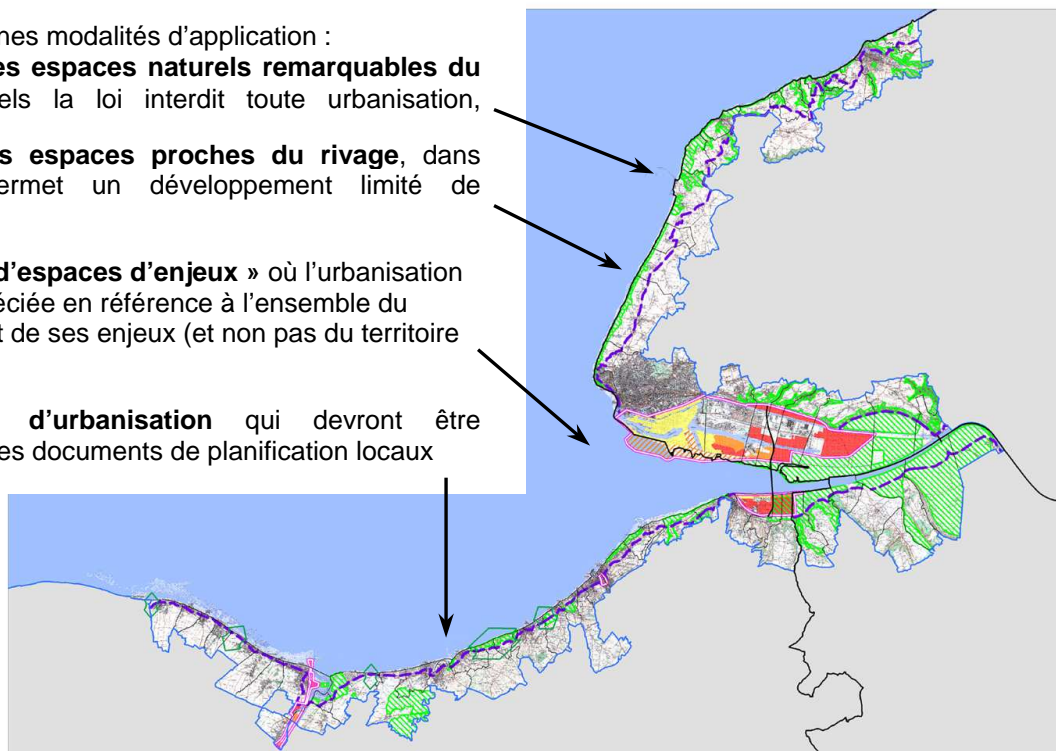 nes modalités d'application :
es espaces naturels remarquables du
els la loi interdit toute urbanisation,
s espaces proches du rivage, dans
ermet un développement limité de
d'espaces d'enjeux » où l'urbanisation
éciée en référence à l'ensemble du
t de ses enjeux (et non pas du territoire
d'urbanisation qui devront être
es documents de planification locaux